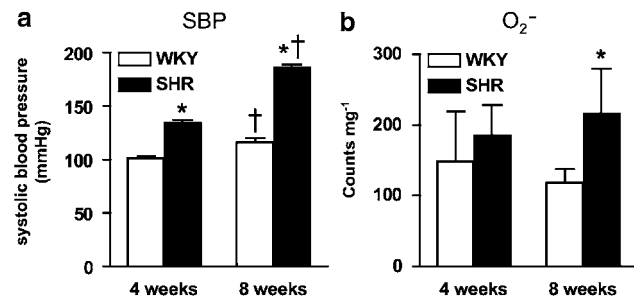 a
SBP
systolic blood pressure
(mmHg)
200
150
100
50
0
WKY
SHR
*
†
*†
4 weeks
8 weeks
b
O₂⁻
Counts mg⁻¹
300
200
100
0
WKY
SHR
*
4 weeks
8 weeks